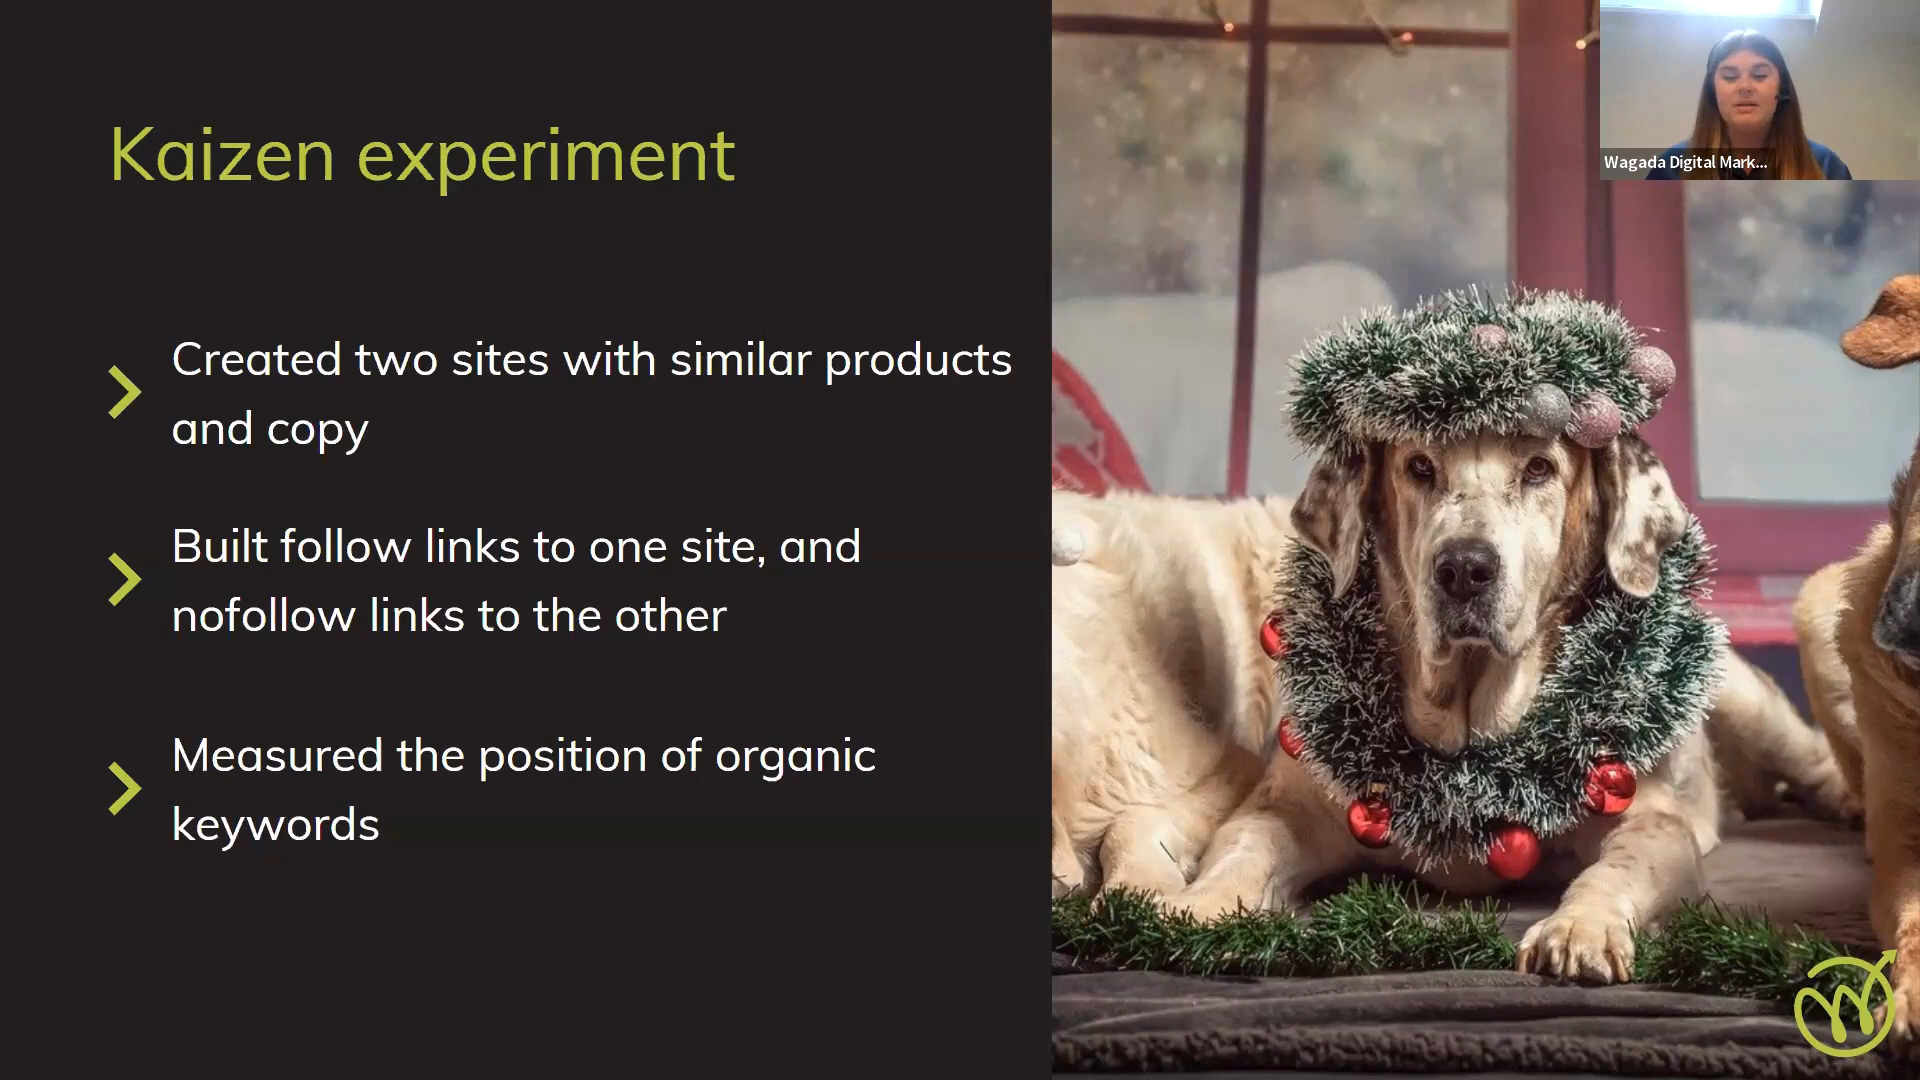 Kaizen experiment
Created two sites with similar products
and copy
Built follow links to one site, and
nofollow links to the other
Measured the position of organic
keywords
Wagada Digital Mark...